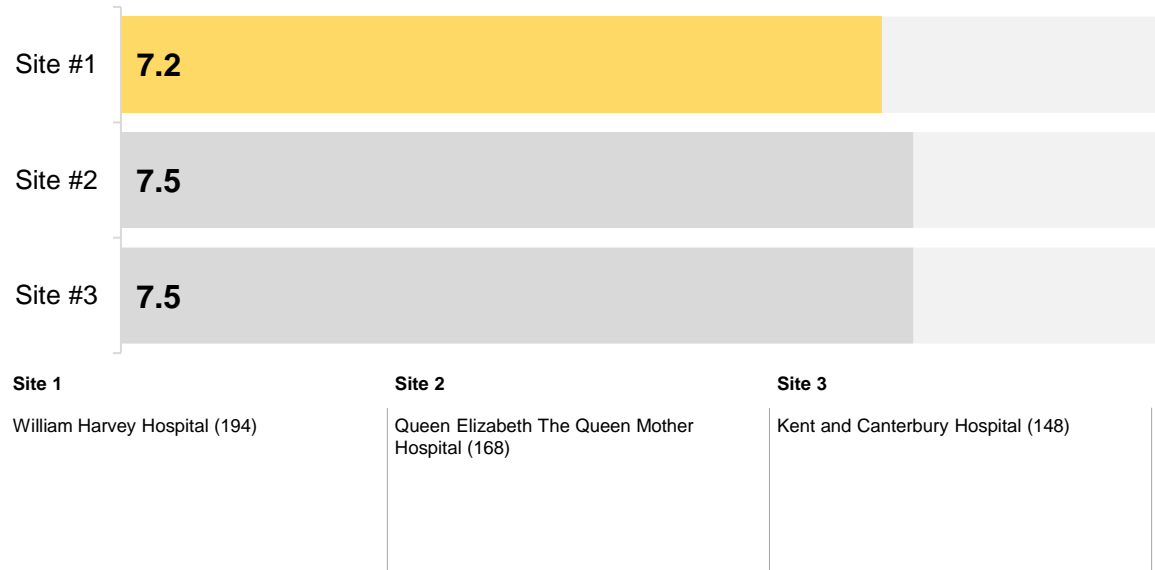 Site #1
7.2
Site #2
7.5
Site #3
7.5
Site 1
Site 2
Site 3
William Harvey Hospital (194)
Queen Elizabeth The Queen Mother
Hospital (168)
Kent and Canterbury Hospital (148)